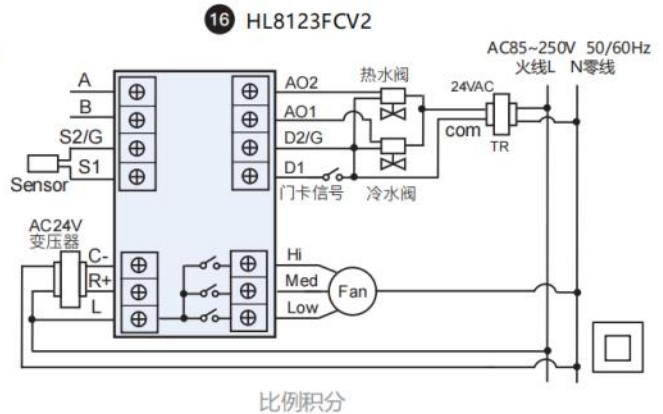 16 HL8123FCV2
AC85~250V 50/60Hz
火线L N零线
热水阀
24VAC
A
AO2
B
AO1
com
TR
S2/G
D2/G
S1
D1
Sensor
门卡信号
冷水阀
AC24V
变压器
C-
Hi
R+
Med
Fan
L
Low
比例积分